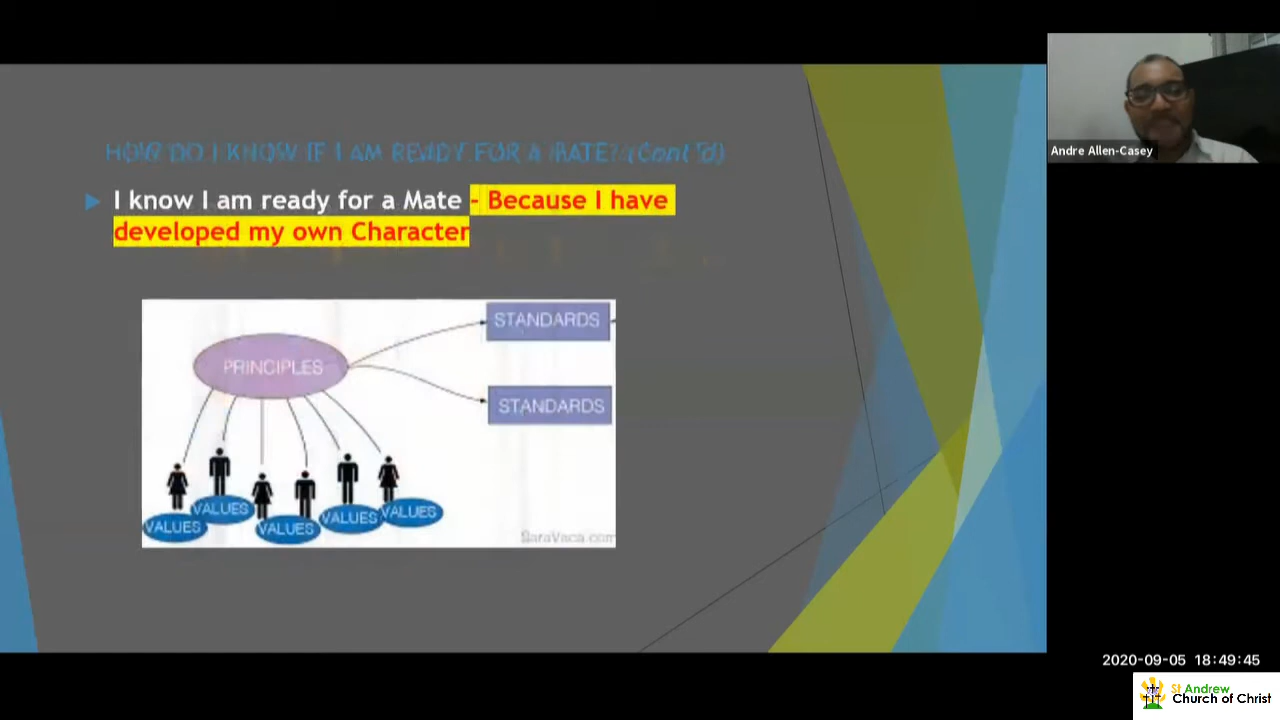 HOW DO I KNOW IF I AM READY FOR A MATE? (Cont'd)
I know I am ready for a Mate - Because I have
developed my own Character
STANDARDS
PRINCIPLES
STANDARDS
VALUES
VALUES
VALUES
VALUES
VALUES
SaraVaca.com
Andre Allen-Casey
2020-09-05 18:49:45
St Andrew
Church of Christ